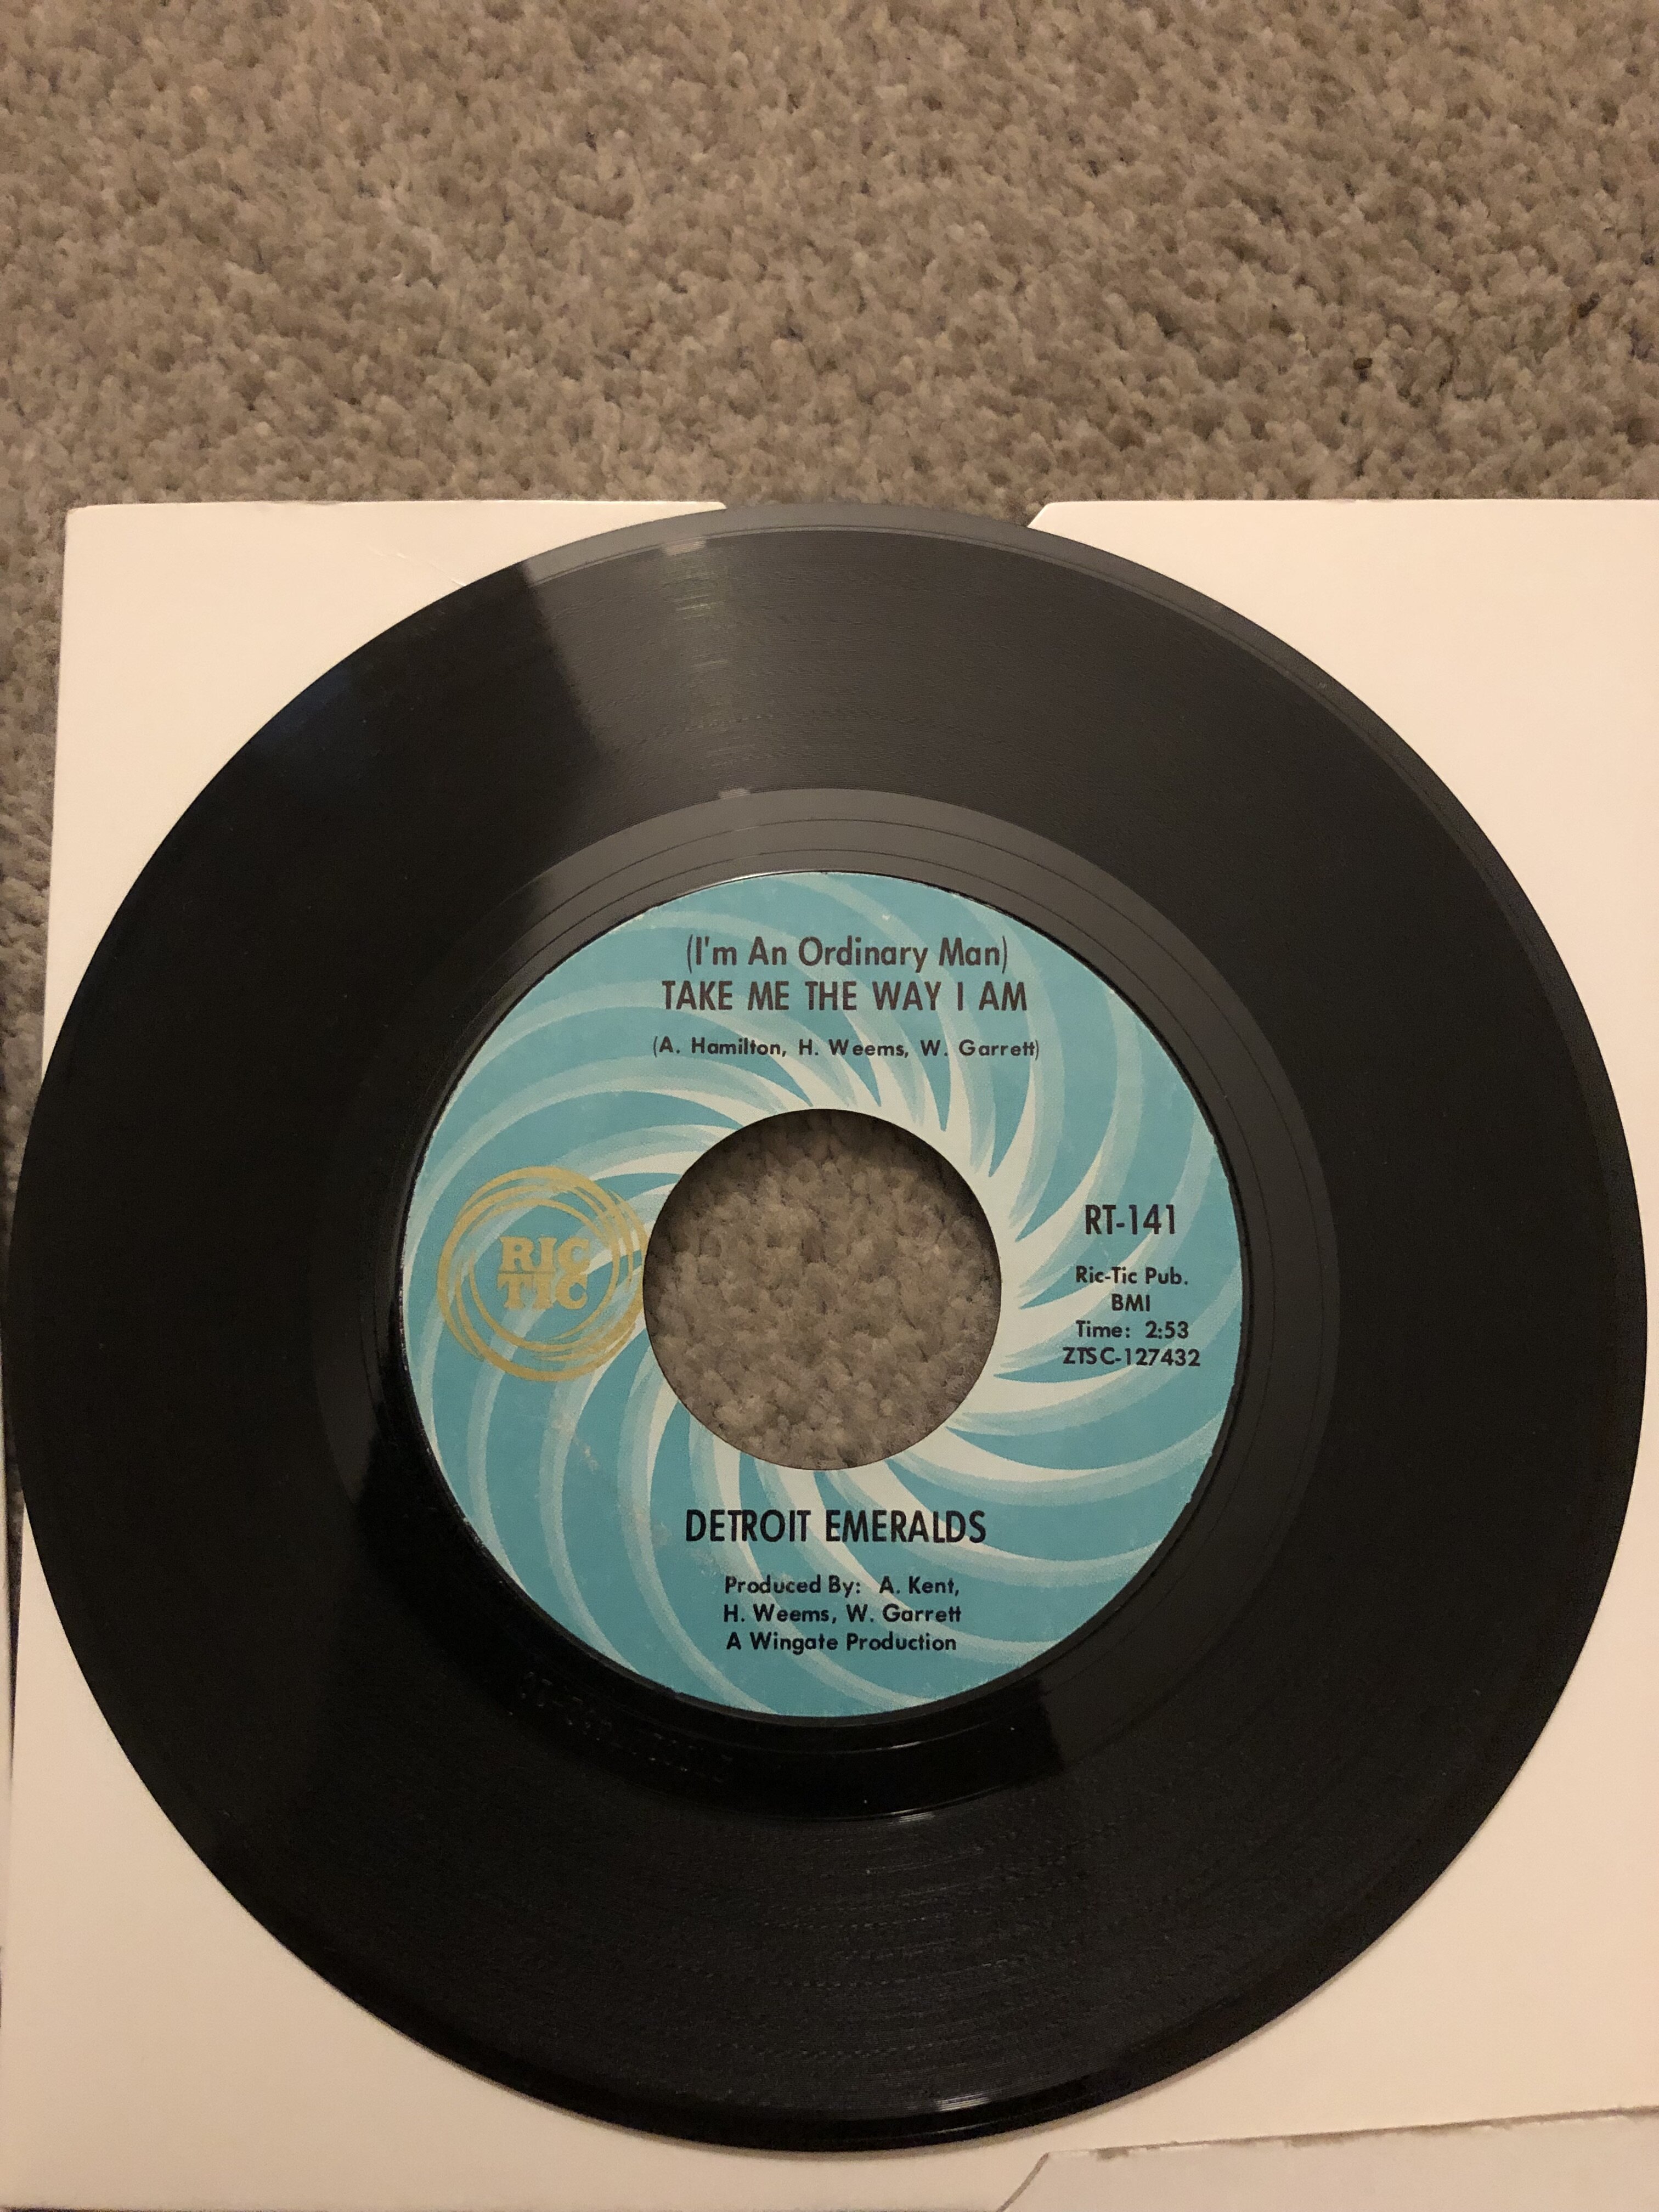 (I'm An Ordinary Man)
TAKE ME THE WAY I AM
(A. Hamilton, H. Weems, W. Garrett)
RIC
TIC
RT-141
Ric-Tic Pub.
BMI
Time: 2:53
ZTSC-127432
DETROIT EMERALDS
Produced By: A. Kent,
H. Weems, W. Garrett
A Wingate Production